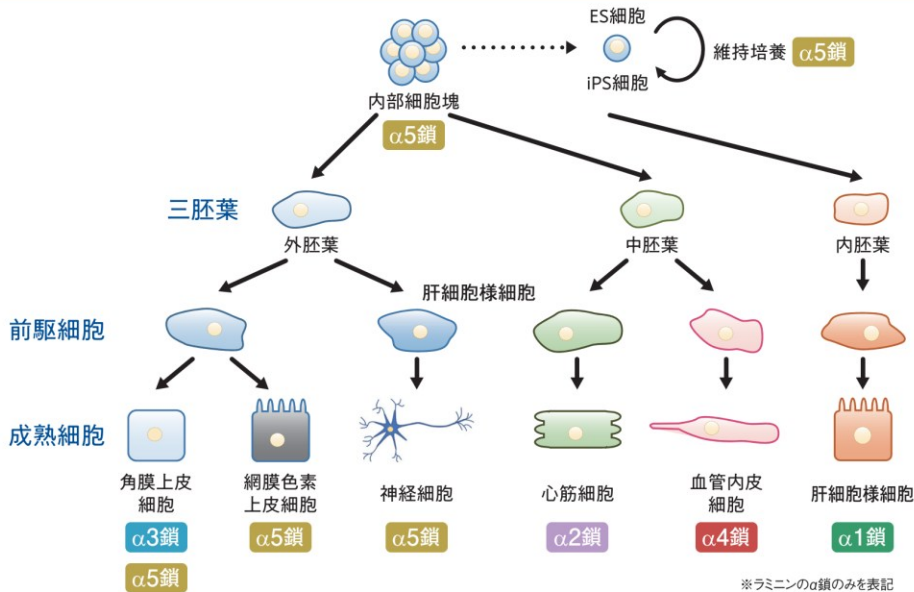 ES細胞
iPS細胞
維持培養 α5鎖
内部細胞塊
α5鎖
三胚葉
外胚葉
中胚葉
内胚葉
肝細胞様細胞
前駆細胞
成熟細胞
角膜上皮
細胞
α3鎖
α5鎖
網膜色素
上皮細胞
α5鎖
神経細胞
α5鎖
心筋細胞
α2鎖
血管内皮
細胞
α4鎖
肝細胞様細胞
α1鎖
※ラミニンのα鎖のみを表記